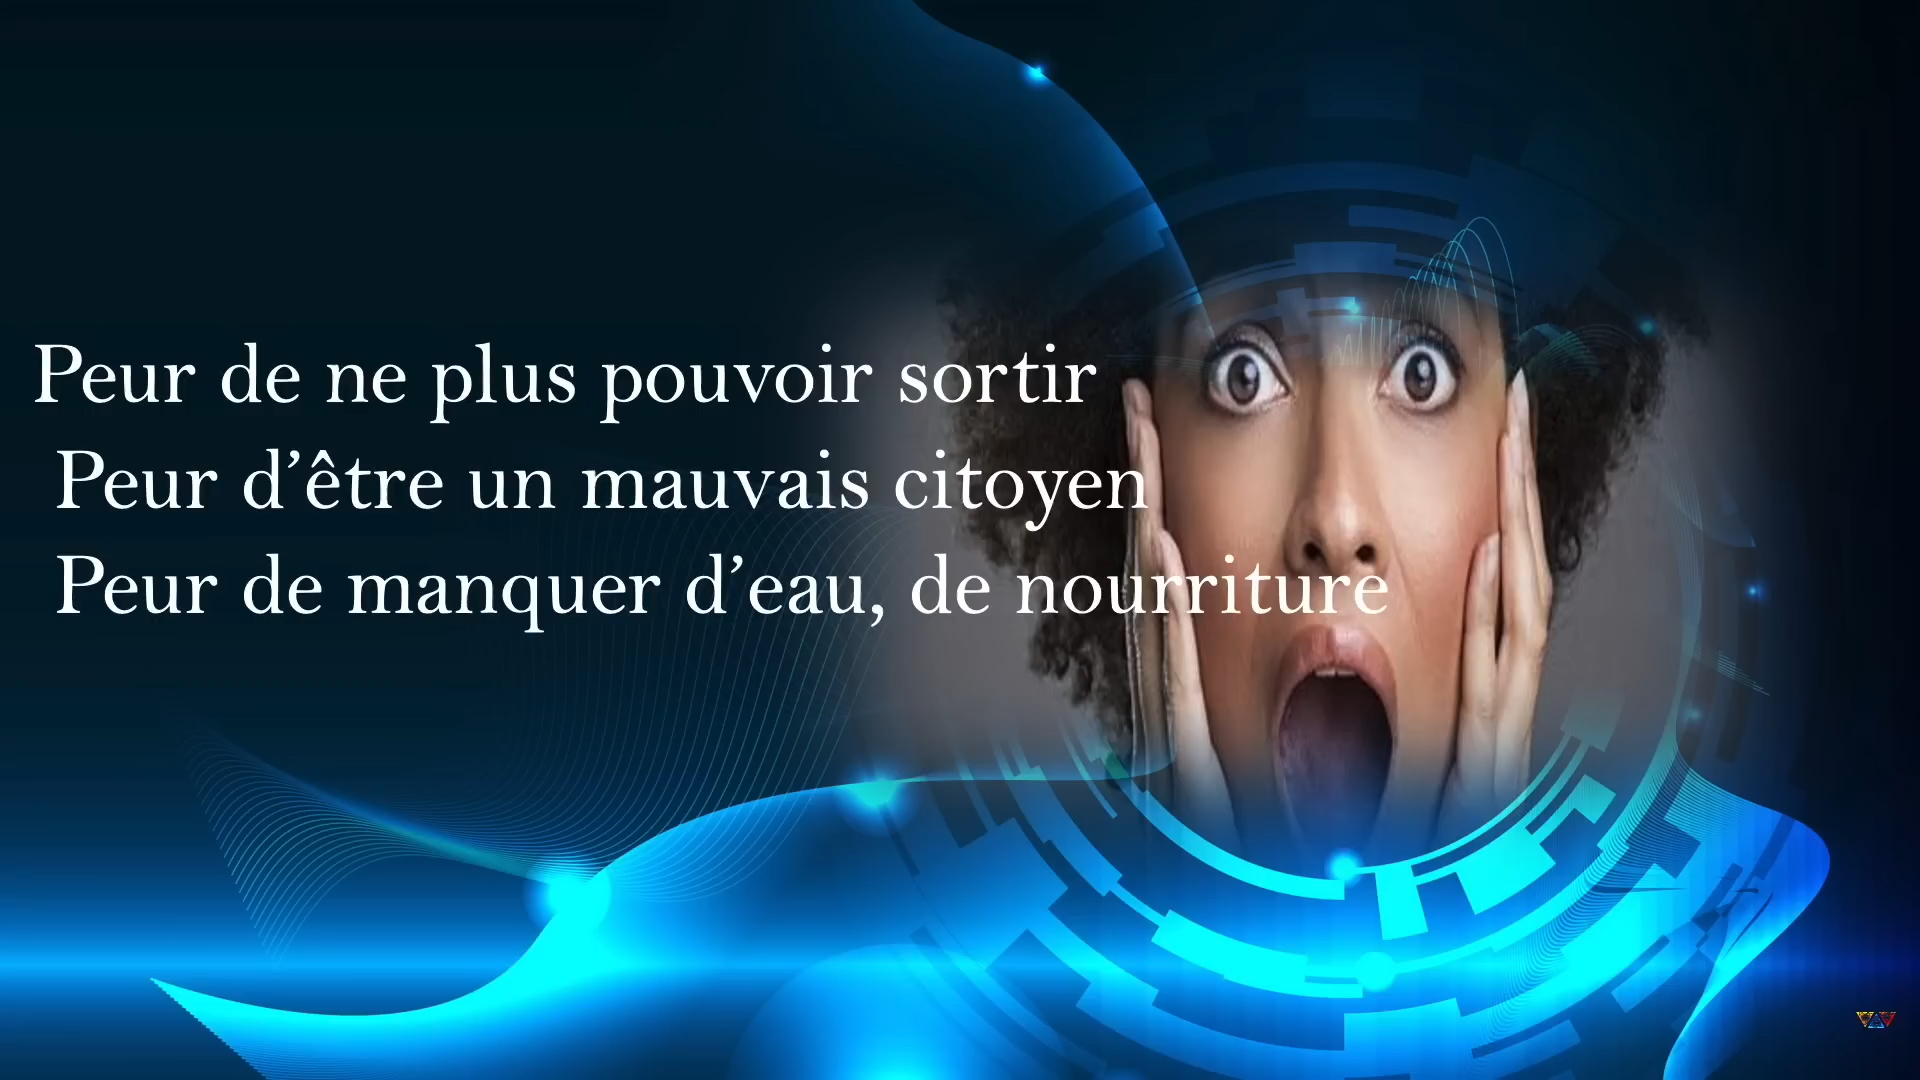 Peur de ne plus pouvoir sortir
Peur d’être un mauvais citoyen
Peur de manquer d’eau, de nourriture